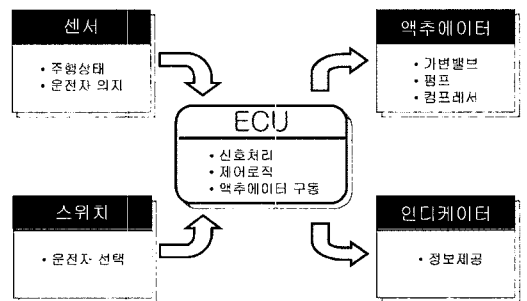 센서
• 주행상태
• 운전자 의지
액추에이터
• 가변밸브
• 펌프
• 컴프레서
ECU
• 신호처리
• 제어로직
• 액추에이터 구동
스위치
• 운전자 선택
인디케이터
• 정보제공